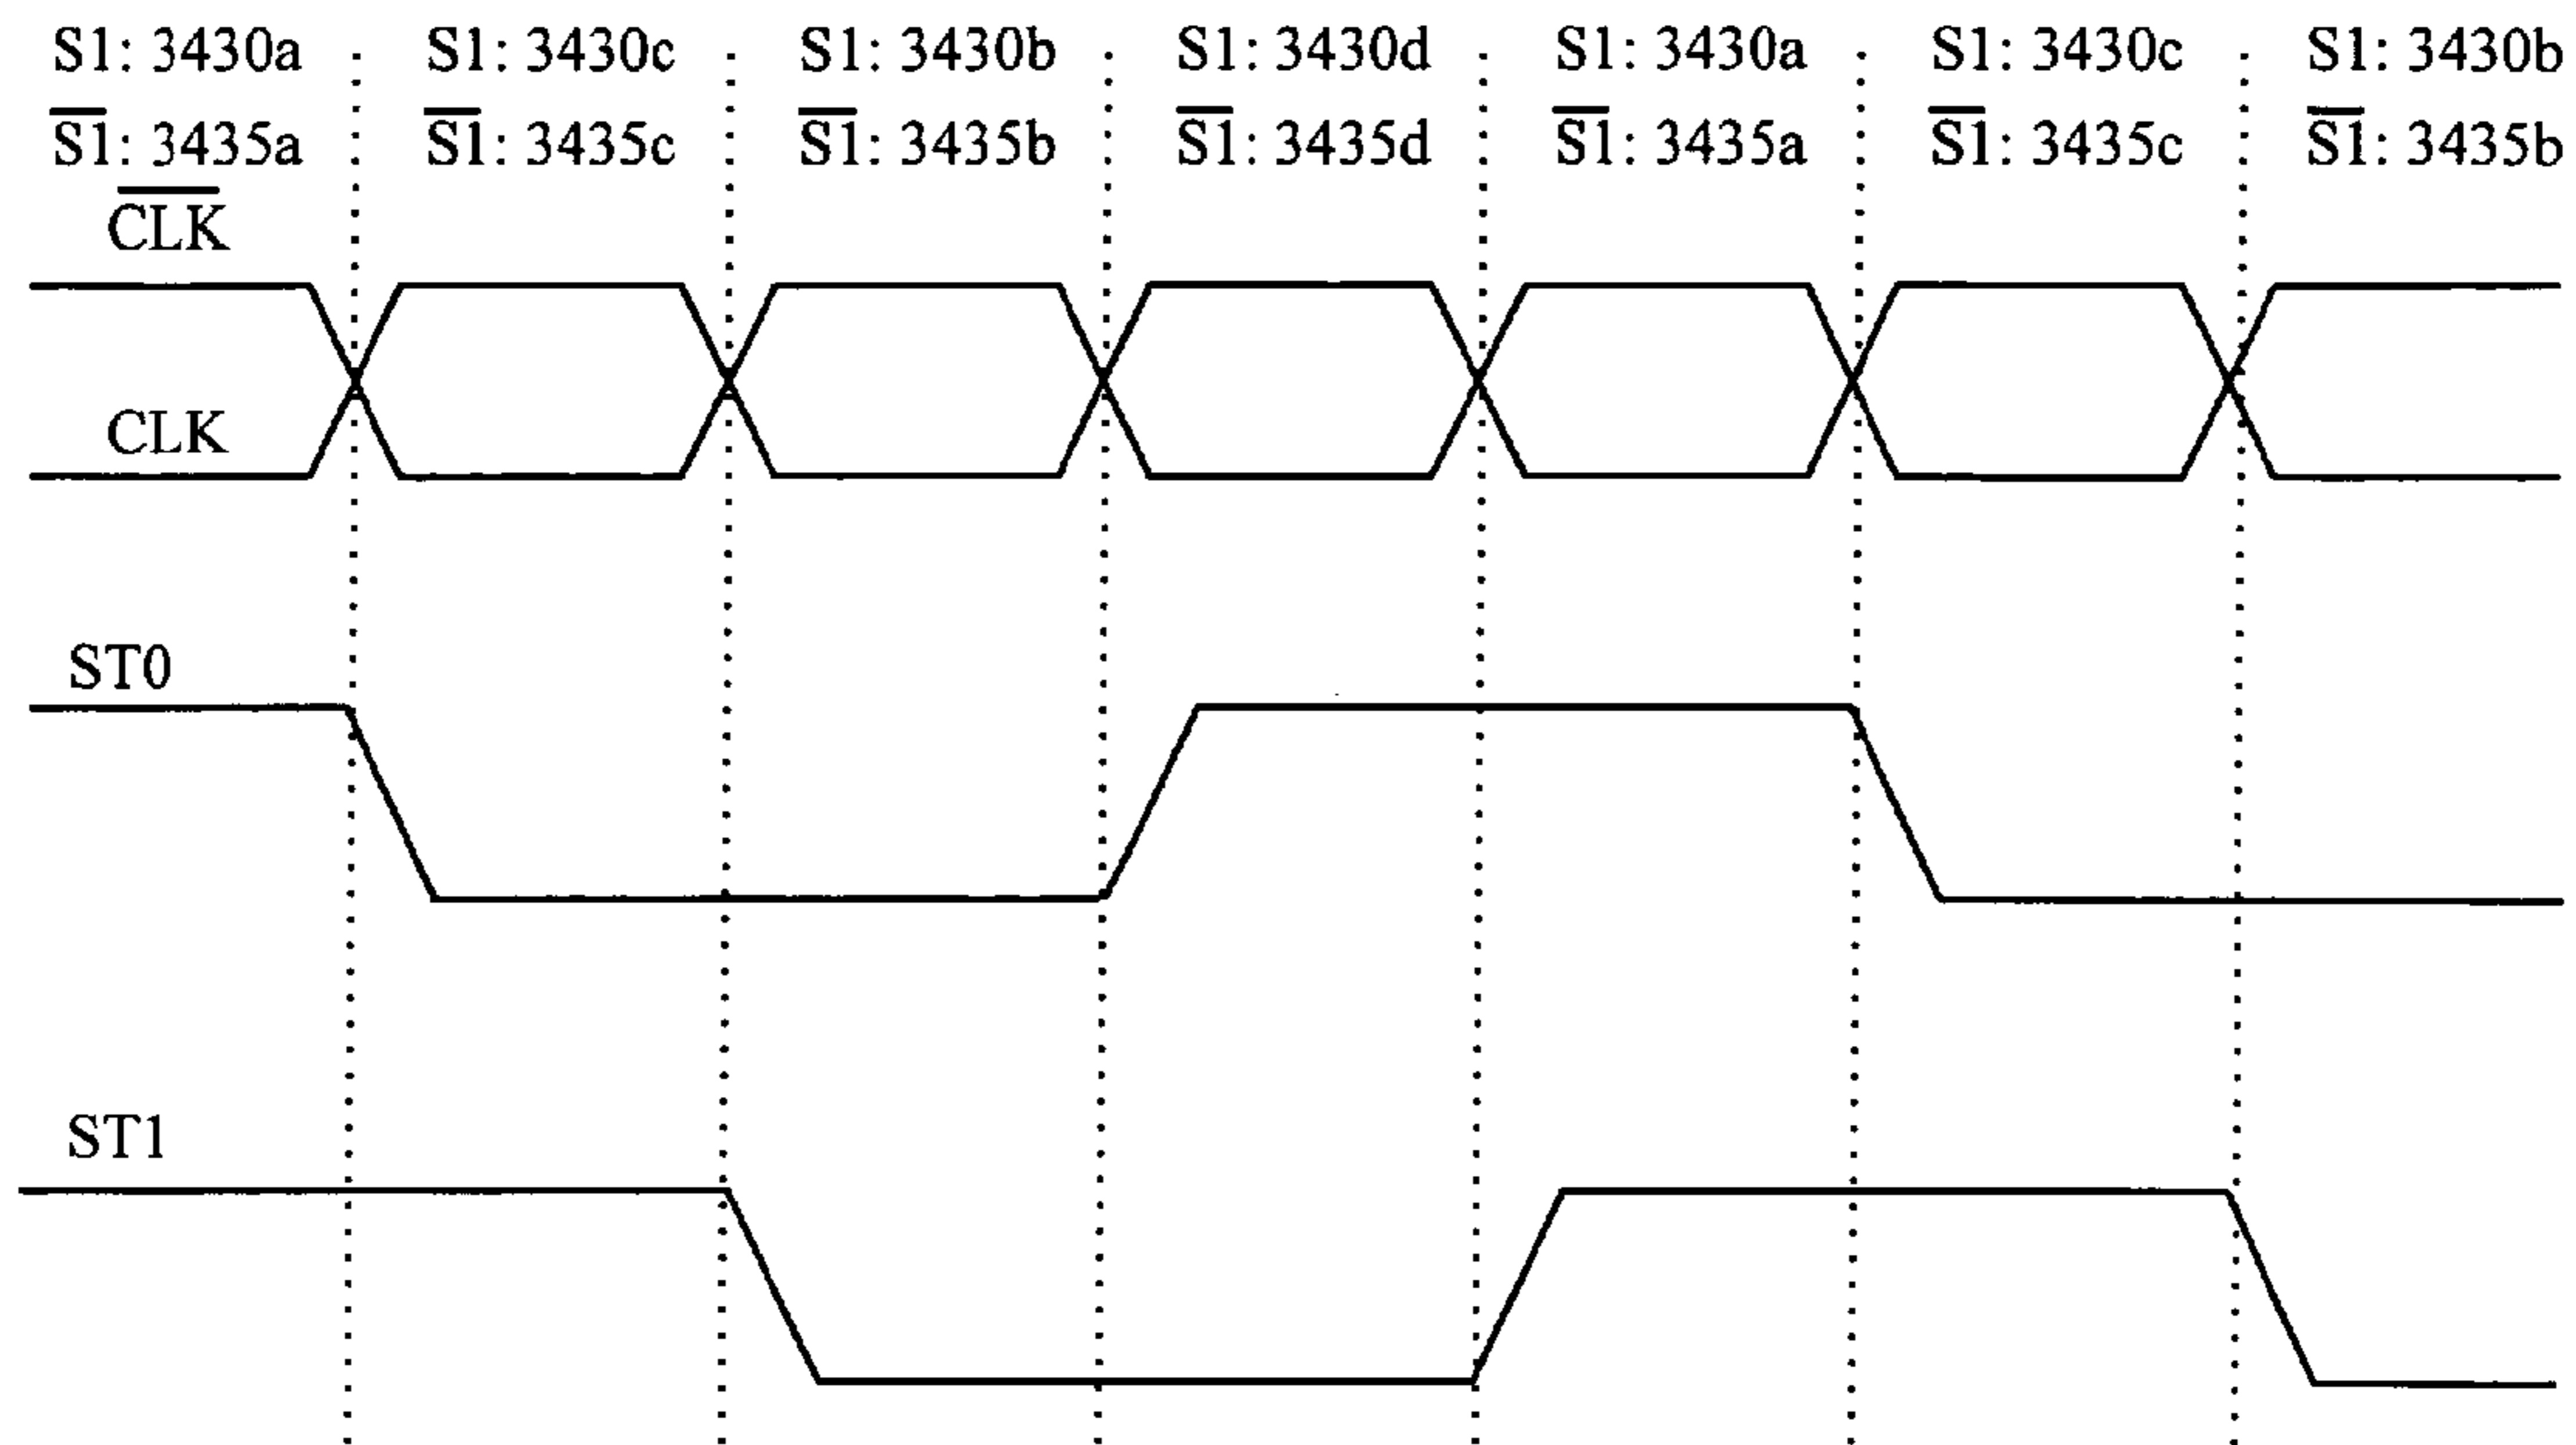 S1: 3430a S1: 3430c S1: 3430b S1: 3430d S1: 3430a S1: 3430c S1: 3430b
S̅1̅: 3435a S̅1̅: 3435c S̅1̅: 3435b S̅1̅: 3435d S̅1̅: 3435a S̅1̅: 3435c S̅1̅: 3435b
C̅L̅K̅
CLK
ST0
ST1